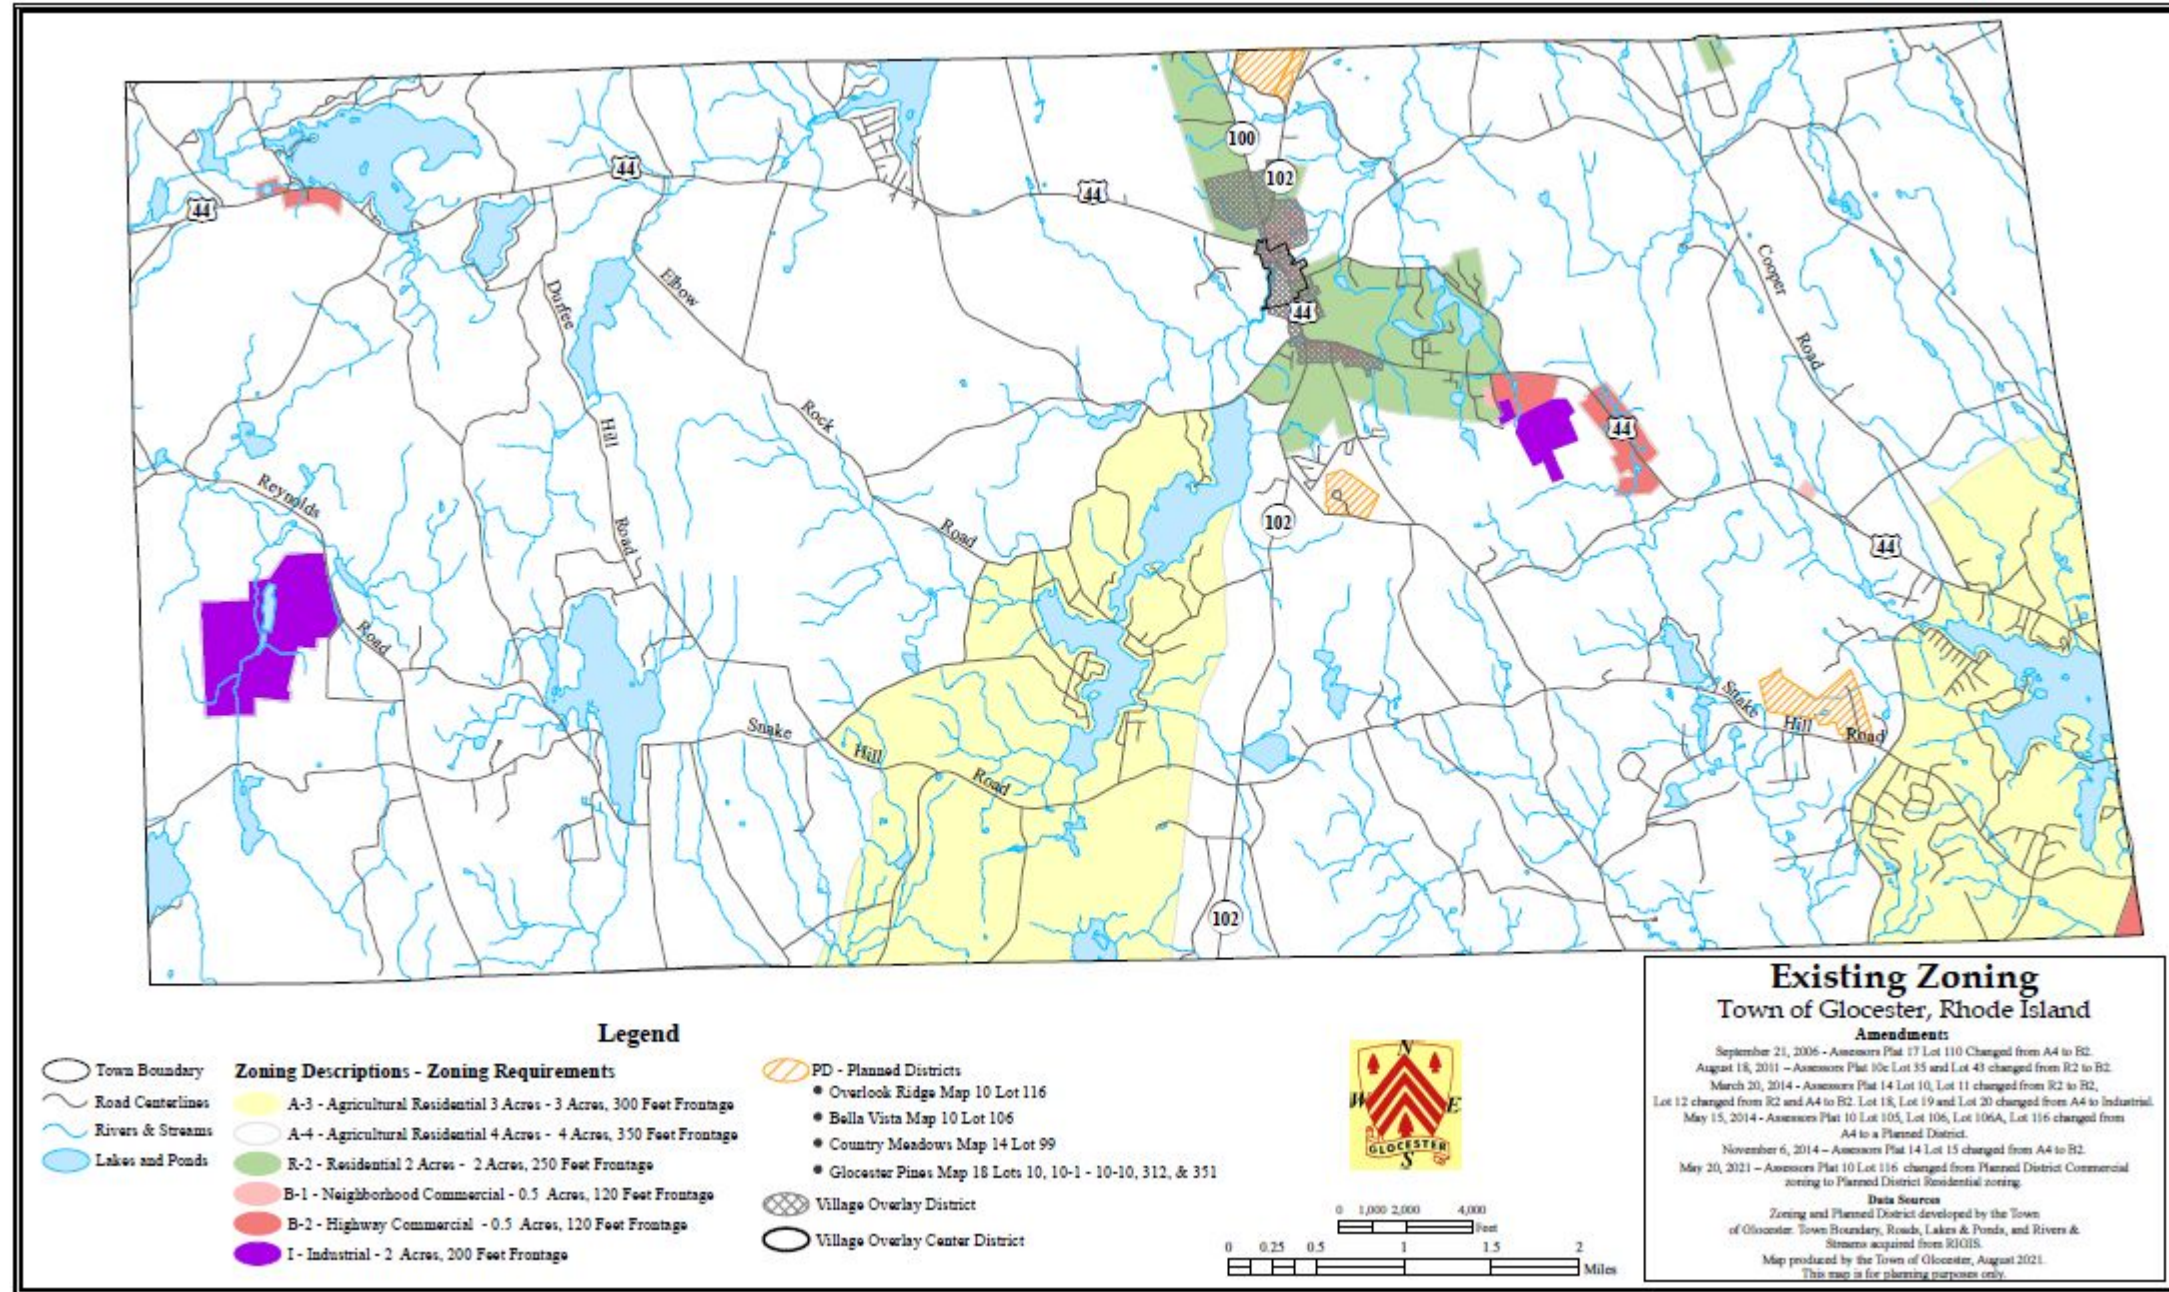 100
102
44
44
44
44
Cooper
Road
Elbow
Durfee
Hill
Road
Rock
Road
44
Reynolds
Road
102
44
Snake
Hill
Road
Snake
Hill
Road
102
Legend
Town Boundary
Road Centerlines
Rivers & Streams
Lakes and Ponds
Zoning Descriptions - Zoning Requirements
A-3 - Agricultural Residential 3 Acres - 3 Acres, 300 Feet Frontage
A-4 - Agricultural Residential 4 Acres - 4 Acres, 350 Feet Frontage
R-2 - Residential 2 Acres - 2 Acres, 250 Feet Frontage
B-1 - Neighborhood Commercial - 0.5 Acres, 120 Feet Frontage
B-2 - Highway Commercial - 0.5 Acres, 120 Feet Frontage
I - Industrial - 2 Acres, 200 Feet Frontage
PD - Planned Districts
• Overlook Ridge Map 10 Lot 116
• Bella Vista Map 10 Lot 106
• Country Meadows Map 14 Lot 99
• Glocester Pines Map 18 Lots 10, 10-1 - 10-10, 312, & 351
Village Overlay District
Village Overlay Center District
N
W E
GLOCESTER
S
0 1,000 2,000 4,000
Feet
0 0.25 0.5 1 1.5 2
Miles
Existing Zoning
Town of Glocester, Rhode Island
Amendments
September 21, 2006 - Assessors Plat 17 Lot 110 Changed from A4 to B2.
August 18, 2011 – Assessors Plat 10c Lot 35 and Lot 43 changed from R2 to B2.
March 20, 2014 - Assessors Plat 14 Lot 10, Lot 11 changed from R2 to B2,
Lot 12 changed from R2 and A4 to B2. Lot 18, Lot 19 and Lot 20 changed from A4 to Industrial.
May 15, 2014 - Assessors Plat 10 Lot 105, Lot 106, Lot 106A, Lot 116 changed from
A4 to a Planned District.
November 6, 2014 – Assessors Plat 14 Lot 15 changed from A4 to B2.
May 20, 2021 – Assessors Plat 10 Lot 116 changed from Planned District Commercial
zoning to Planned District Residential zoning.
Data Sources
Zoning and Planned District developed by the Town
of Glocester. Town Boundary, Roads, Lakes & Ponds, and Rivers &
Streams acquired from RIGIS.
Map produced by the Town of Glocester, August 2021.
This map is for planning purposes only.